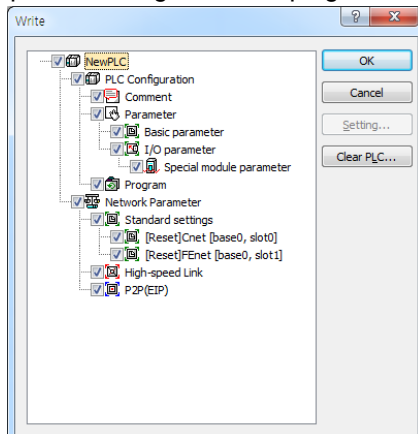 Write
NewPLC
PLC Configuration
Comment
Parameter
Basic parameter
I/O parameter
Special module parameter
Program
Network Parameter
Standard settings
[Reset]Cnet [base0, slot0]
[Reset]FEnet [base0, slot1]
High-speed Link
P2P(EIP)
OK
Cancel
Setting...
Clear PLC...